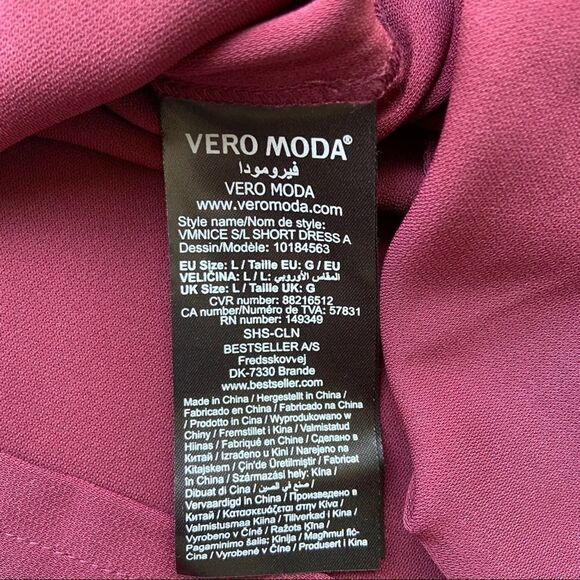 VERO MODA®
فيرومودا
VERO MODA
www.veromoda.com
Style name/Nom de style:
VMNICE S/L SHORT DRESS A
Dessin/Modèle: 10184563
EU Size: L / Taille EU: G / EU
VELIČINA: L / L: المقاس الأوروبي
UK Size: L / Taille UK: G
CVR number: 88216512
CA number/Numéro de TVA: 57831
RN number: 149349
SHS-CLN
BESTSELLER A/S
Fredsskovvej
DK-7330 Brande
www.bestseller.com
Made in China / Hergestellt in China /
Fabricado en China / Fabricado na China
/ Prodotto in Cina / Wyprodukowano w
Chiny / Fremstillet i Kina / Valmistatud
Hiinas / Fabriqué en Chine / Сделано в
Китай / Izrađeno u Kini / Narejeno na
Kitajskem / Çin'de Üretilmiştir / Fabricat
în China / Származási hely: Kína /
Dibuat di Cina / صنع في الصين /
Vervaardigd in China / Произведено в
Китай / Κατασκευάζεται στην Κίνα /
Valmistusmaa Kiina / Tillverkad i Kina /
Vyrobeno v Číně / Ražots Ķīna /
Pagaminimo šalis: Kinija / Магhmul fiċ-
Ċina / Vyrobené v Číne / Produsert i Kina